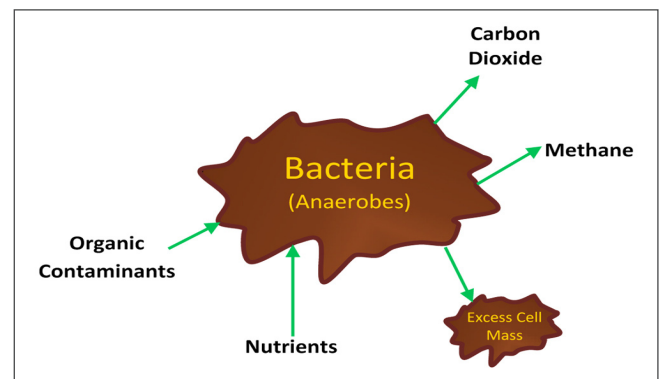 Carbon
Dioxide
Methane
Bacteria
(Anaerobes)
Organic
Contaminants
Nutrients
Excess Cell
Mass